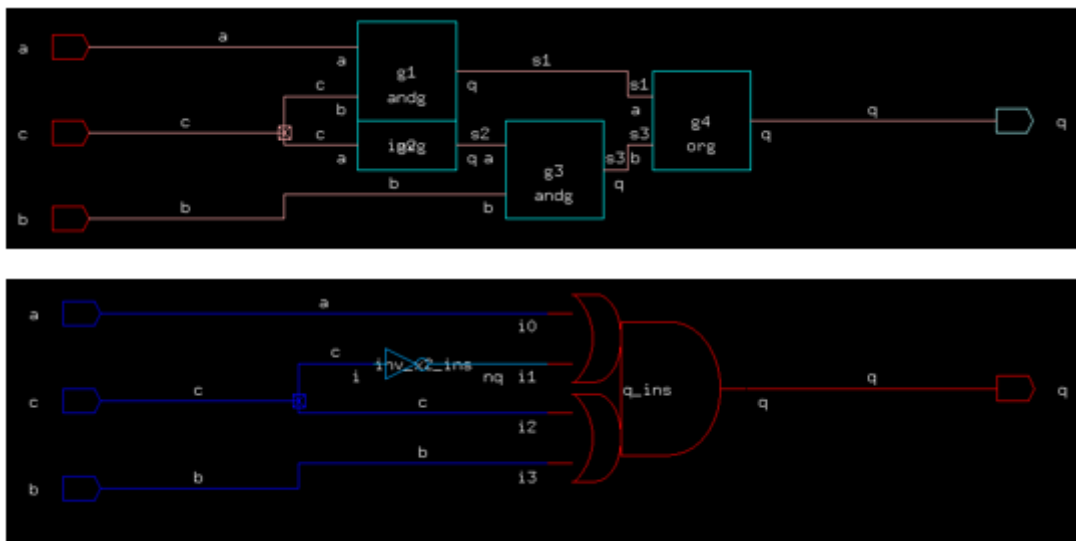 a
a
s1
a
g1
andg
q
s1
a
c
b
c
c
c
a
s2
q
a
g3
andg
s3
q
s3
b
g4
org
q
q
q
b
b
b
b
a
a
i0
c
inv_x2_ins
i
nq
i1
c
c
c
i2
q_ins
q
q
q
b
b
b
i3